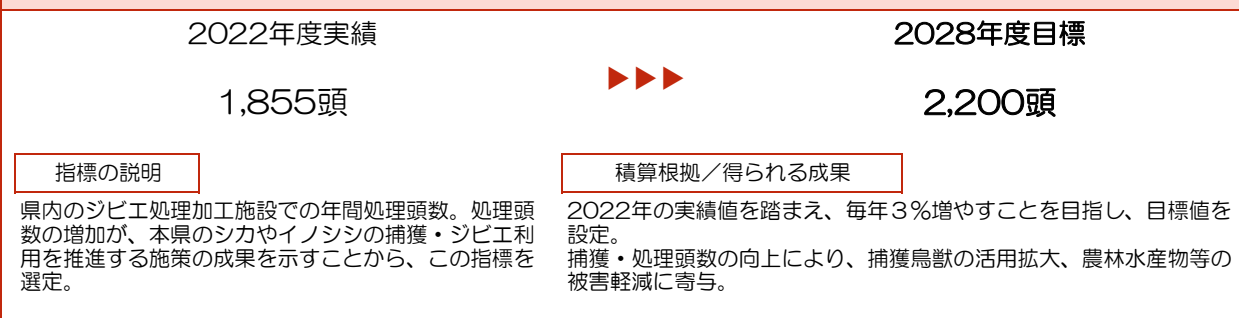 2022年度実績
2028年度目標
▶▶▶
1,855頭
2,200頭
指標の説明
県内のジビエ処理加工施設での年間処理頭数。処理頭
数の増加が、本県のシカやイノシシの捕獲・ジビエ利
用を推進する施策の成果を示すことから、この指標を
選定。
積算根拠／得られる成果
2022年の実績値を踏まえ、毎年3％増やすことを目指し、目標値を
設定。
捕獲・処理頭数の向上により、捕獲鳥獣の活用拡大、農林水産物等の
被害軽減に寄与。